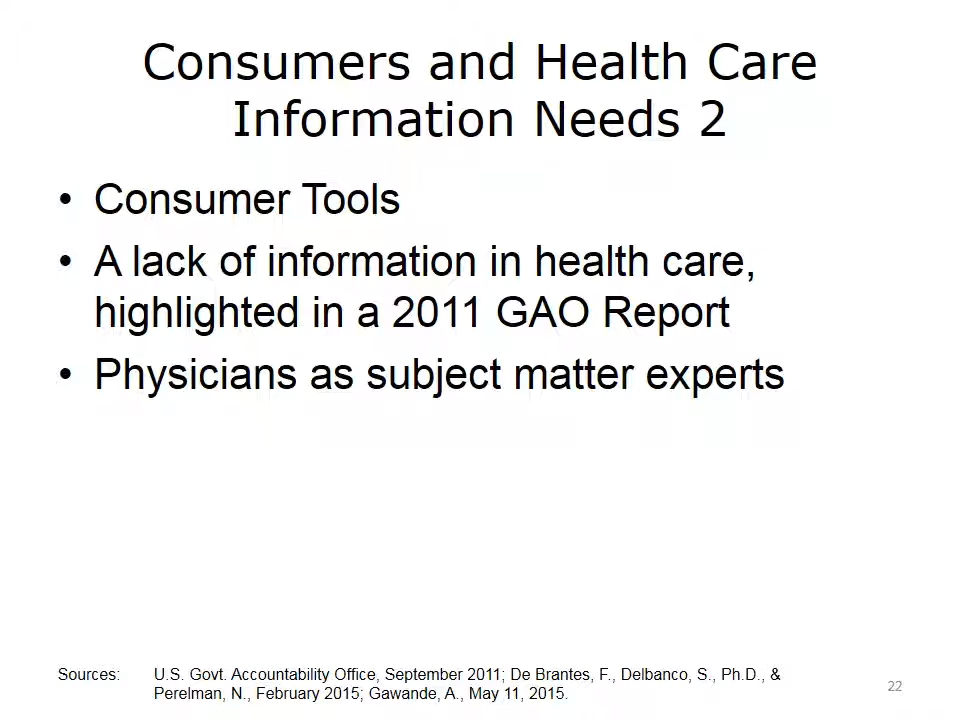 Consumers and Health Care
Information Needs 2
• Consumer Tools
• A lack of information in health care,
highlighted in a 2011 GAO Report
• Physicians as subject matter experts
Sources: U.S. Govt. Accountability Office, September 2011; De Brantes, F., Delbanco, S., Ph.D., &
Perelman, N., February 2015; Gawande, A., May 11, 2015.
22